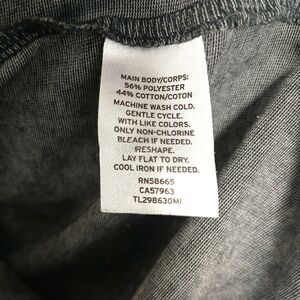 MAIN BODY/CORPS:
56% POLYESTER
44% COTTON/COTON
MACHINE WASH COLD.
GENTLE CYCLE.
WITH LIKE COLORS.
ONLY NON-CHLORINE
BLEACH IF NEEDED.
RESHAPE.
LAY FLAT TO DRY.
COOL IRON IF NEEDED.
RN58665
CA57963
TL298630MI